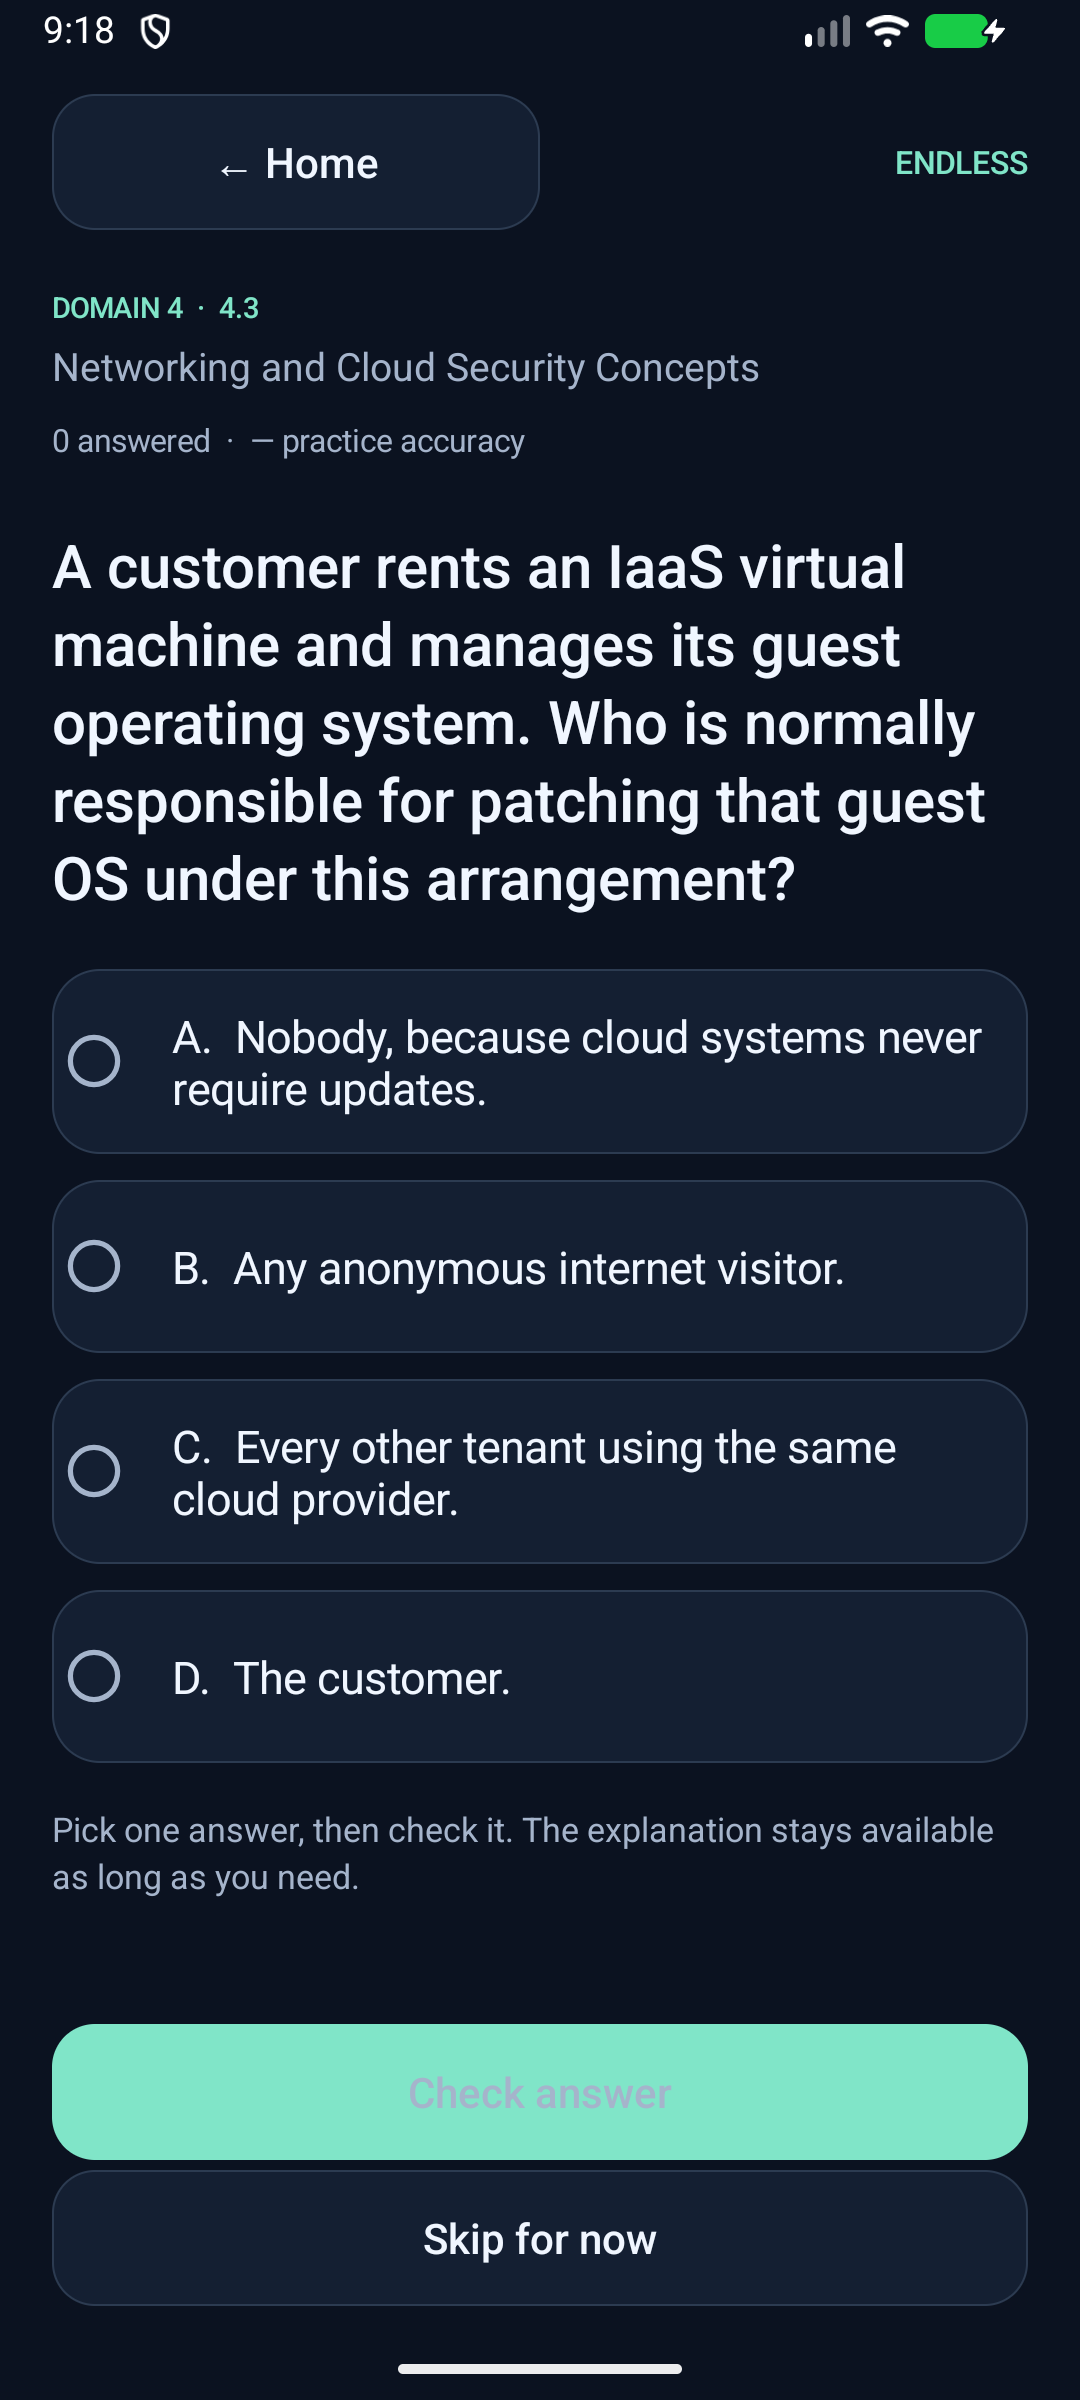 9:18
← Home
ENDLESS
DOMAIN 4 · 4.3
Networking and Cloud Security Concepts
0 answered · — practice accuracy
A customer rents an IaaS virtual
machine and manages its guest
operating system. Who is normally
responsible for patching that guest
OS under this arrangement?
A. Nobody, because cloud systems never
require updates.
B. Any anonymous internet visitor.
C. Every other tenant using the same
cloud provider.
D. The customer.
Pick one answer, then check it. The explanation stays available
as long as you need.
Check answer
Skip for now